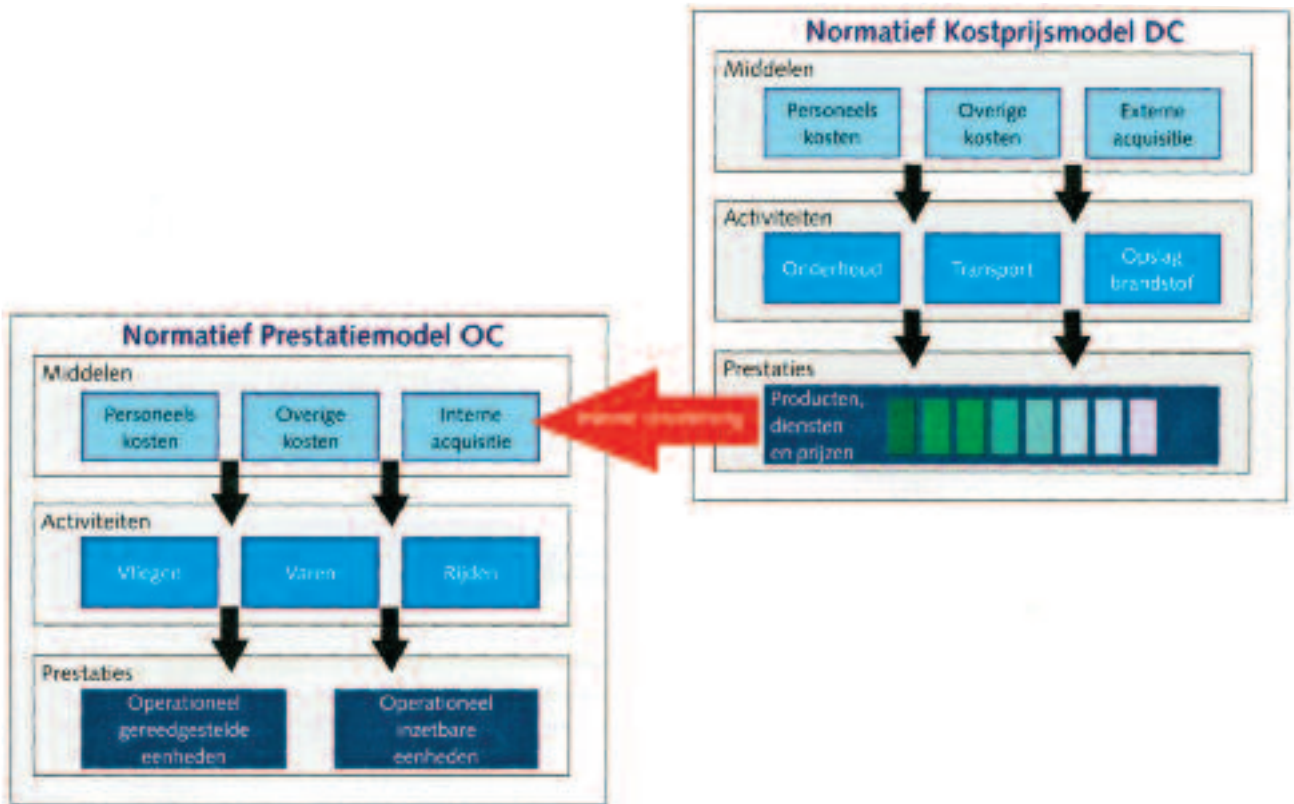 Normatief Kostprijsmodel DC
Middelen
Personeels
kosten
Overige
kosten
Externe
acquisitie
Activiteiten
Onderhoud
Transport
Opslag
brandstof
Prestaties
Producten,
diensten
en prijzen
Normatief Prestatiemodel OC
Middelen
Personeels
kosten
Overige
kosten
Interne
acquisitie
Activiteiten
Vliegen
Varen
Rijden
Prestaties
Operationeel
gereedgestelde
eenheden
Operationeel
inzetbare
eenheden